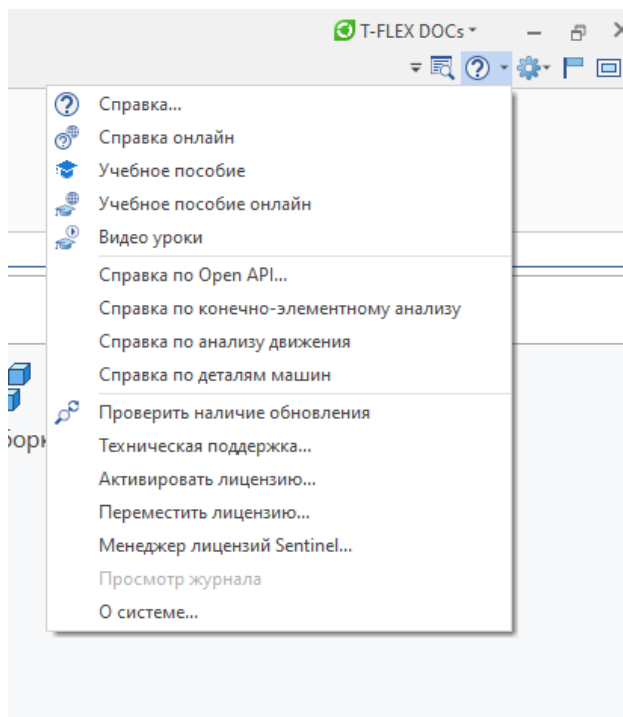 T-FLEX DOCs
Справка...
Справка онлайн
Учебное пособие
Учебное пособие онлайн
Видео уроки
Справка по Open API...
Справка по конечно-элементному анализу
Справка по анализу движения
Справка по деталям машин
Проверить наличие обновления
Техническая поддержка...
Активировать лицензию...
Переместить лицензию...
Менеджер лицензий Sentinel...
Просмотр журнала
О системе...